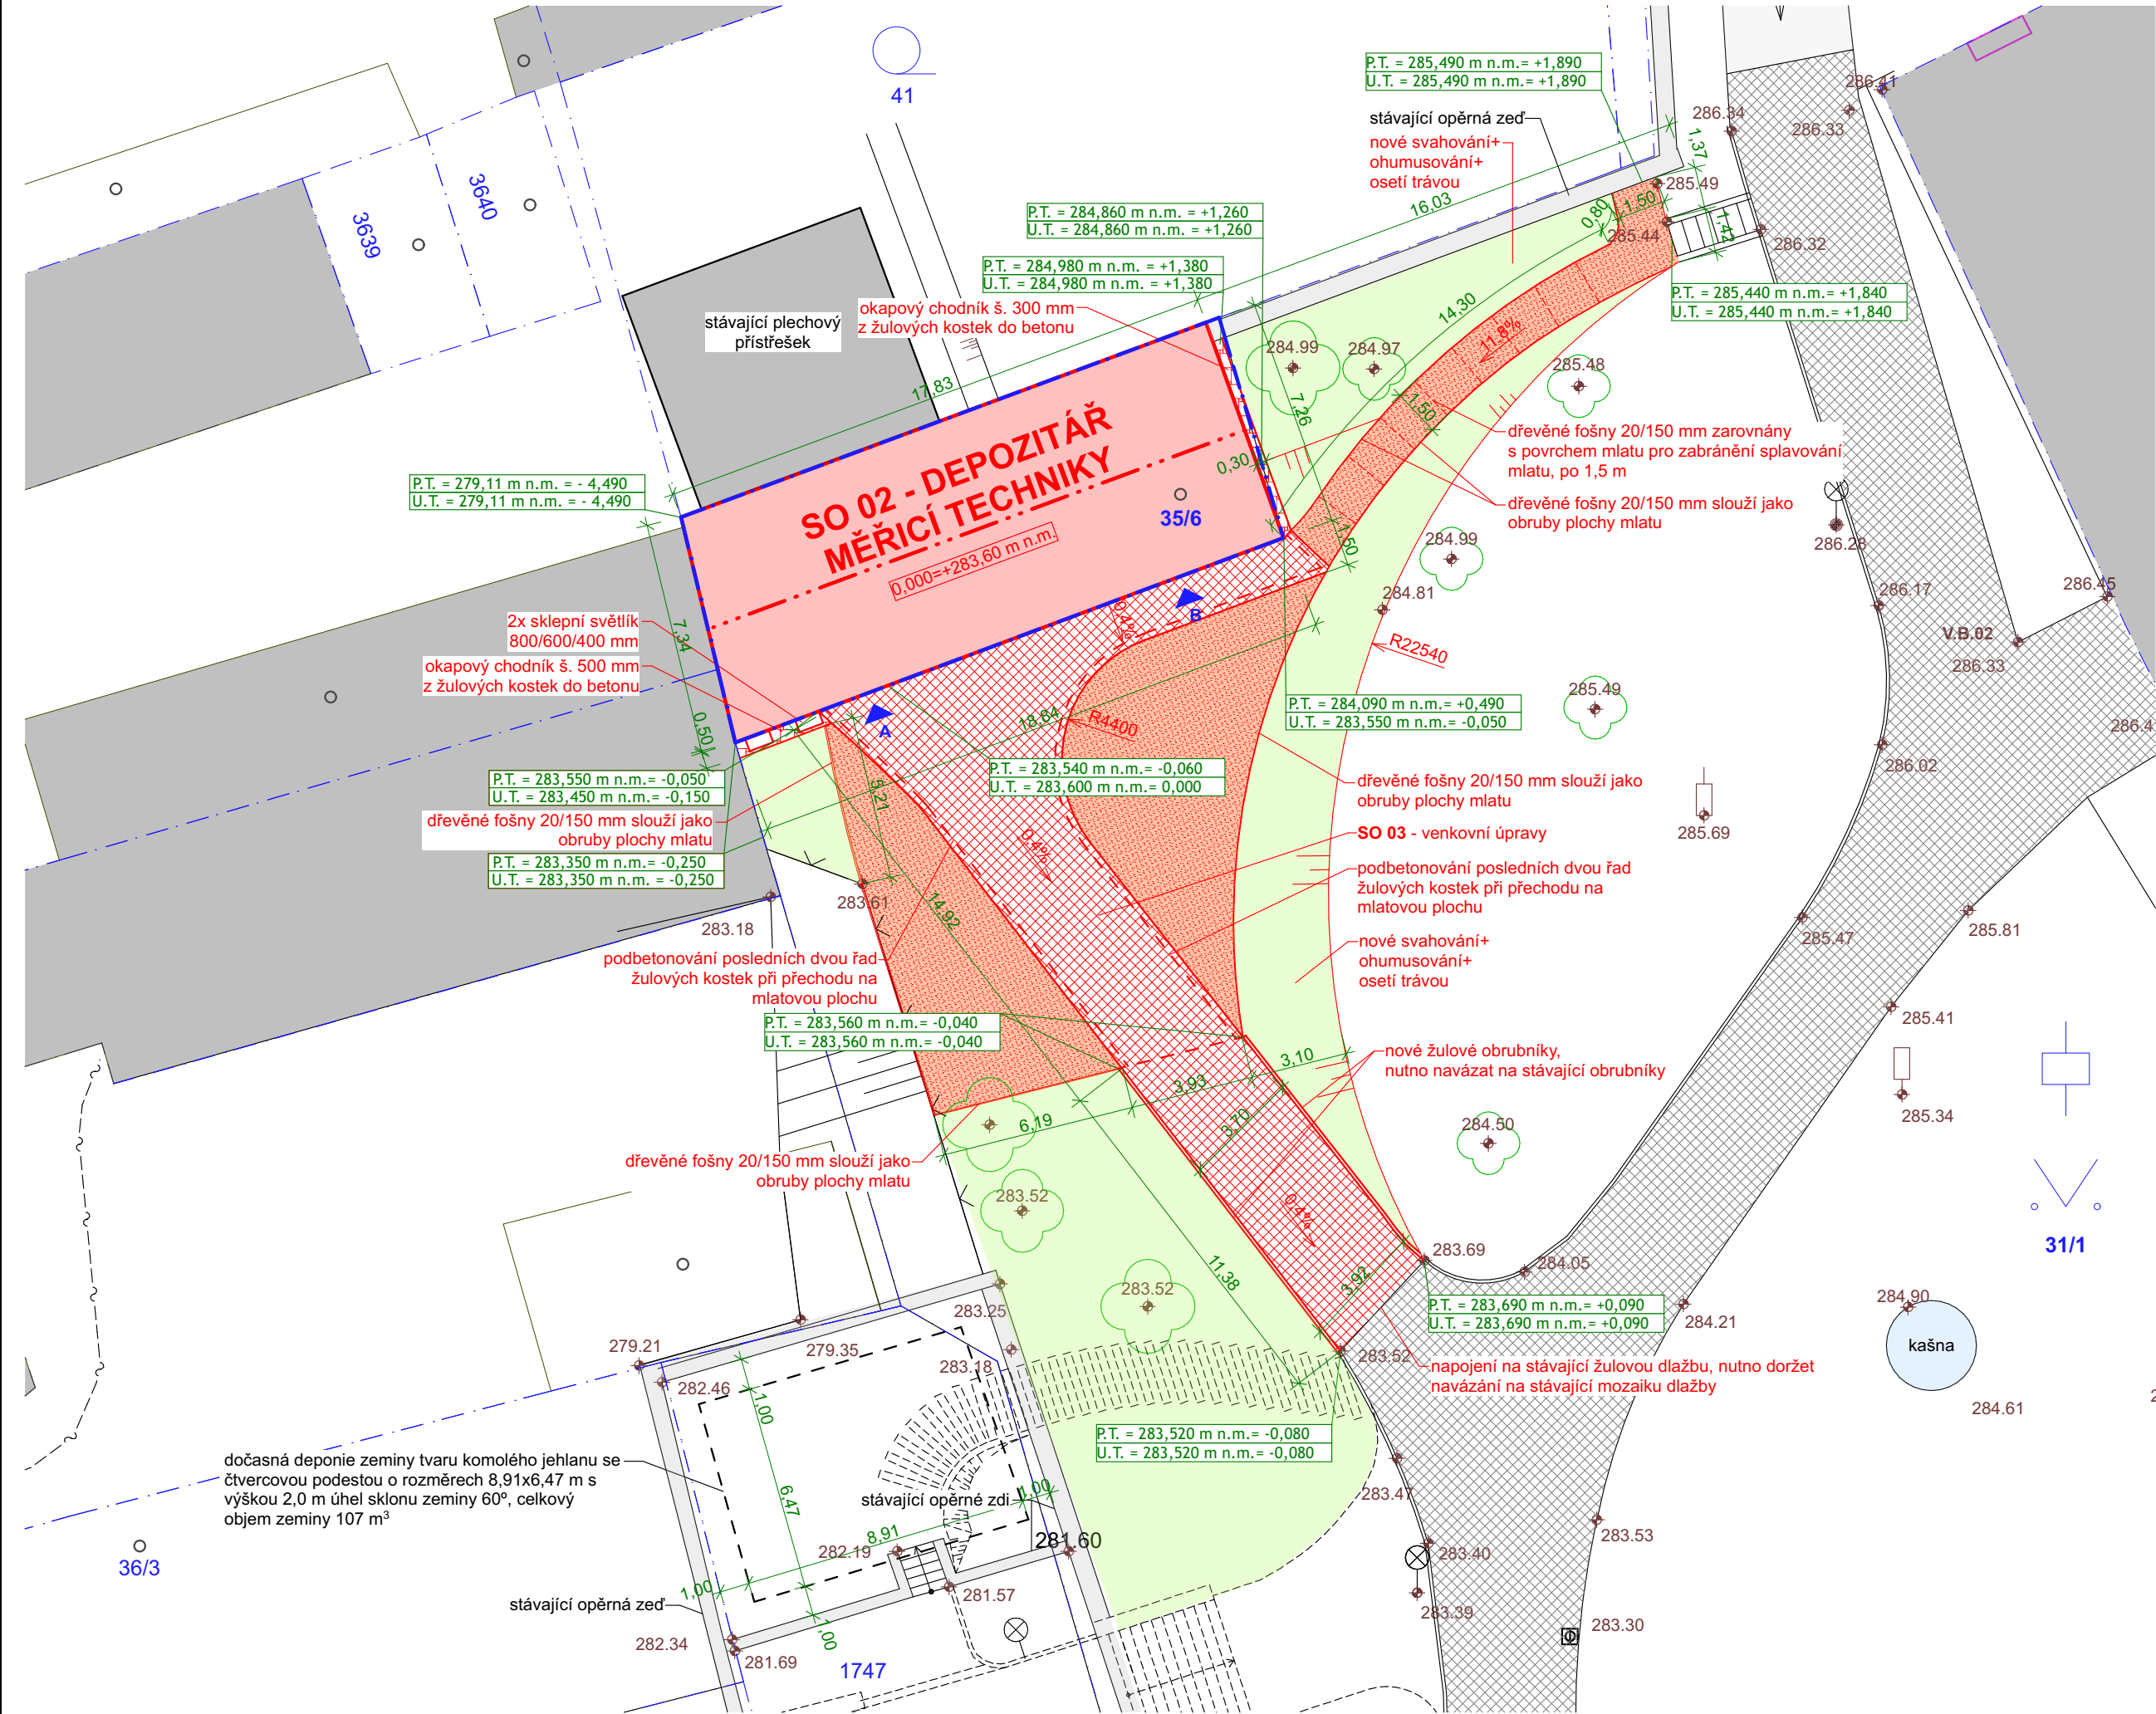 41
3639
3640
P.T. = 285,490 m n.m.= +1,890
U.T. = 285,490 m n.m.= +1,890
stávající opěrná zeď
nové svahování+
ohumusování+
osetí trávou
286.41
286.34
286.33
1,37
285.49
16,03
0,80
1,50
285.44
1,42
286.32
P.T. = 284,860 m n.m. = +1,260
U.T. = 284,860 m n.m. = +1,260
P.T. = 284,980 m n.m. = +1,380
U.T. = 284,980 m n.m. = +1,380
P.T. = 285,440 m n.m.= +1,840
U.T. = 285,440 m n.m.= +1,840
okapový chodník š. 300 mm
z žulových kostek do betonu
stávající plechový
přístřešek
14,30
11.8%
284.99
284.97
285.48
17,83
7,26
1,50
dřevěné fošny 20/150 mm zarovnány
s povrchem mlatu pro zabránění splavování
mlatu, po 1,5 m
SO 02 - DEPOZITÁŘ
MĚŘICÍ TECHNIKY
0,000=+283,60 m n.m.
35/6
0,30
P.T. = 279,11 m n.m. = - 4,490
U.T. = 279,11 m n.m. = - 4,490
dřevěné fošny 20/150 mm slouží jako
obruby plochy mlatu
1,50
284.99
286.28
284.81
286.17
286.45
V.B.02
286.33
R22540
2x sklepní světlík
800/600/400 mm
okapový chodník š. 500 mm
z žulových kostek do betonu
7,34
0,50
0.4%
B
A
18,84
R4400
285.49
P.T. = 284,090 m n.m.= +0,490
U.T. = 283,550 m n.m.= -0,050
286.4
286.02
P.T. = 283,550 m n.m.= -0,050
U.T. = 283,450 m n.m.= -0,150
P.T. = 283,540 m n.m.= -0,060
U.T. = 283,600 m n.m.= 0,000
5,21
dřevěné fošny 20/150 mm slouží jako
obruby plochy mlatu
dřevěné fošny 20/150 mm slouží jako
obruby plochy mlatu
SO 03 - venkovní úpravy
285.69
P.T. = 283,350 m n.m.= -0,250
U.T. = 283,350 m n.m. = -0,250
0.4%
podbetonování posledních dvou řad
žulových kostek při přechodu na
mlatovou plochu
283.61
283.18
14,92
285.47
285.81
podbetonování posledních dvou řad
žulových kostek při přechodu na
mlatovou plochu
nové svahování+
ohumusování+
osetí trávou
P.T. = 283,560 m n.m.= -0,040
U.T. = 283,560 m n.m.= -0,040
285.41
nové žulové obrubníky,
nutno navázat na stávající obrubníky
3,10
3,93
3,70
6,19
285.34
284.50
dřevěné fošny 20/150 mm slouží jako
obruby plochy mlatu
283.52
0.4%
31/1
283.69
284.05
11,38
3,92
283.52
P.T. = 283,690 m n.m.= +0,090
U.T. = 283,690 m n.m.= +0,090
284.21
284.90
kašna
284.61
2
283.25
279.21
279.35
283.18
282.46
283.52
napojení na stávající žulovou dlažbu, nutno doržet
navázání na stávající mozaiku dlažby
1,00
P.T. = 283,520 m n.m.= -0,080
U.T. = 283,520 m n.m.= -0,080
dočasná deponie zeminy tvaru komolého jehlanu se
čtvercovou podestou o rozměrech 8,91x6,47 m s
výškou 2,0 m úhel sklonu zeminy 60º, celkový
objem zeminy 107 m³
6,47
stávající opěrné zdi
1,00
283.47
8,91
281.60
282.19
283.40
283.53
36/3
1,00
281.57
283.39
283.30
stávající opěrná zeď
1,00
282.34
281.69
1747